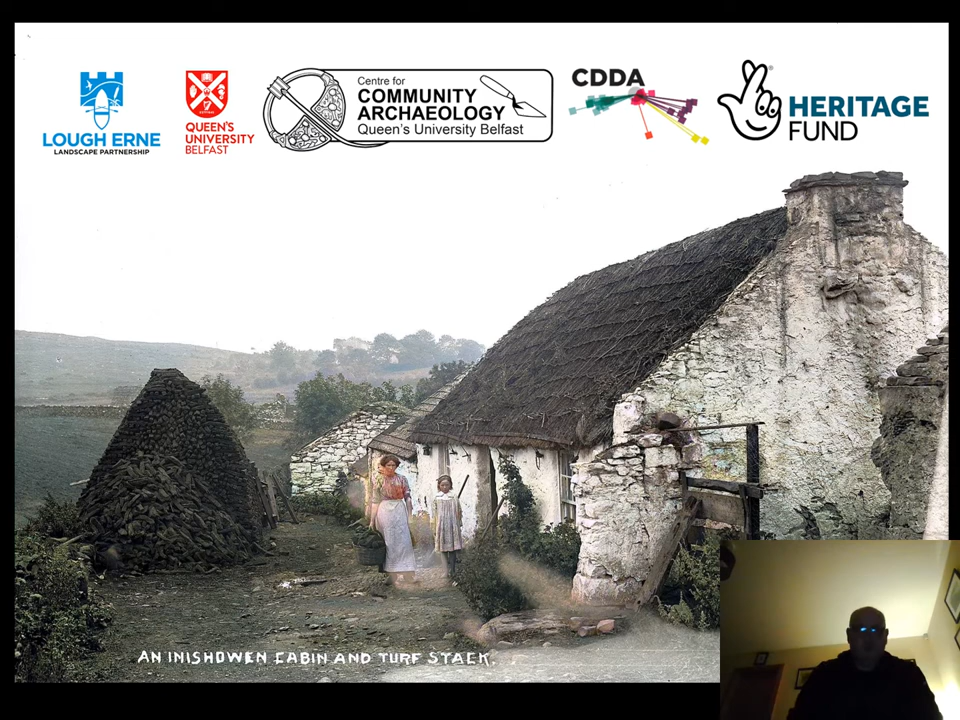 LOUGH ERNE
LANDSCAPE PARTNERSHIP
QUEEN'S
UNIVERSITY
BELFAST
Centre for
COMMUNITY
ARCHAEOLOGY
Queen's University Belfast
CDDA
HERITAGE
FUND
AN INISHOWEN CABIN AND TURF STACK.